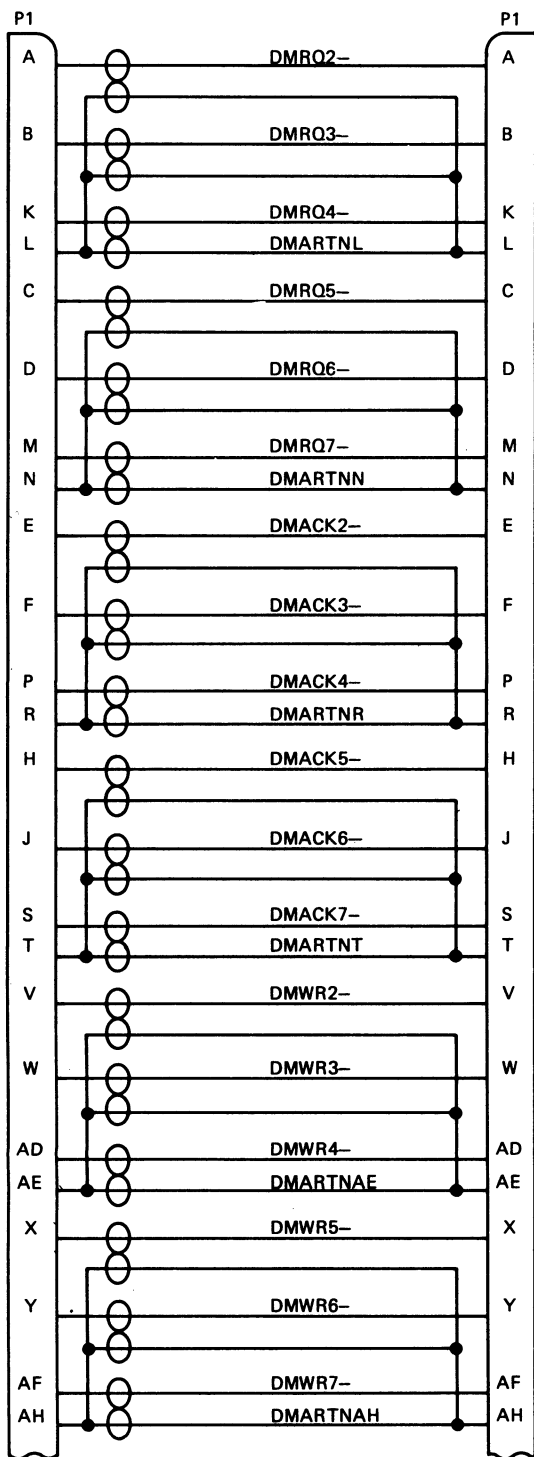 P1 P1
A DMRQ2— A
B DMRQ3— B
K DMRQ4— K
L DMARTNL L
C DMRQ5— C
D DMRQ6— D
M DMRQ7— M
N DMARTNN N
E DMACK2— E
F DMACK3— F
P DMACK4— P
R DMARTNR R
H DMACK5— H
J DMACK6— J
S DMACK7— S
T DMARTNT T
V DMWR2— V
W DMWR3— W
AD DMWR4— AD
AE DMARTNAE AE
X DMWR5— X
Y DMWR6— Y
AF DMWR7— AF
AH DMARTNAH AH